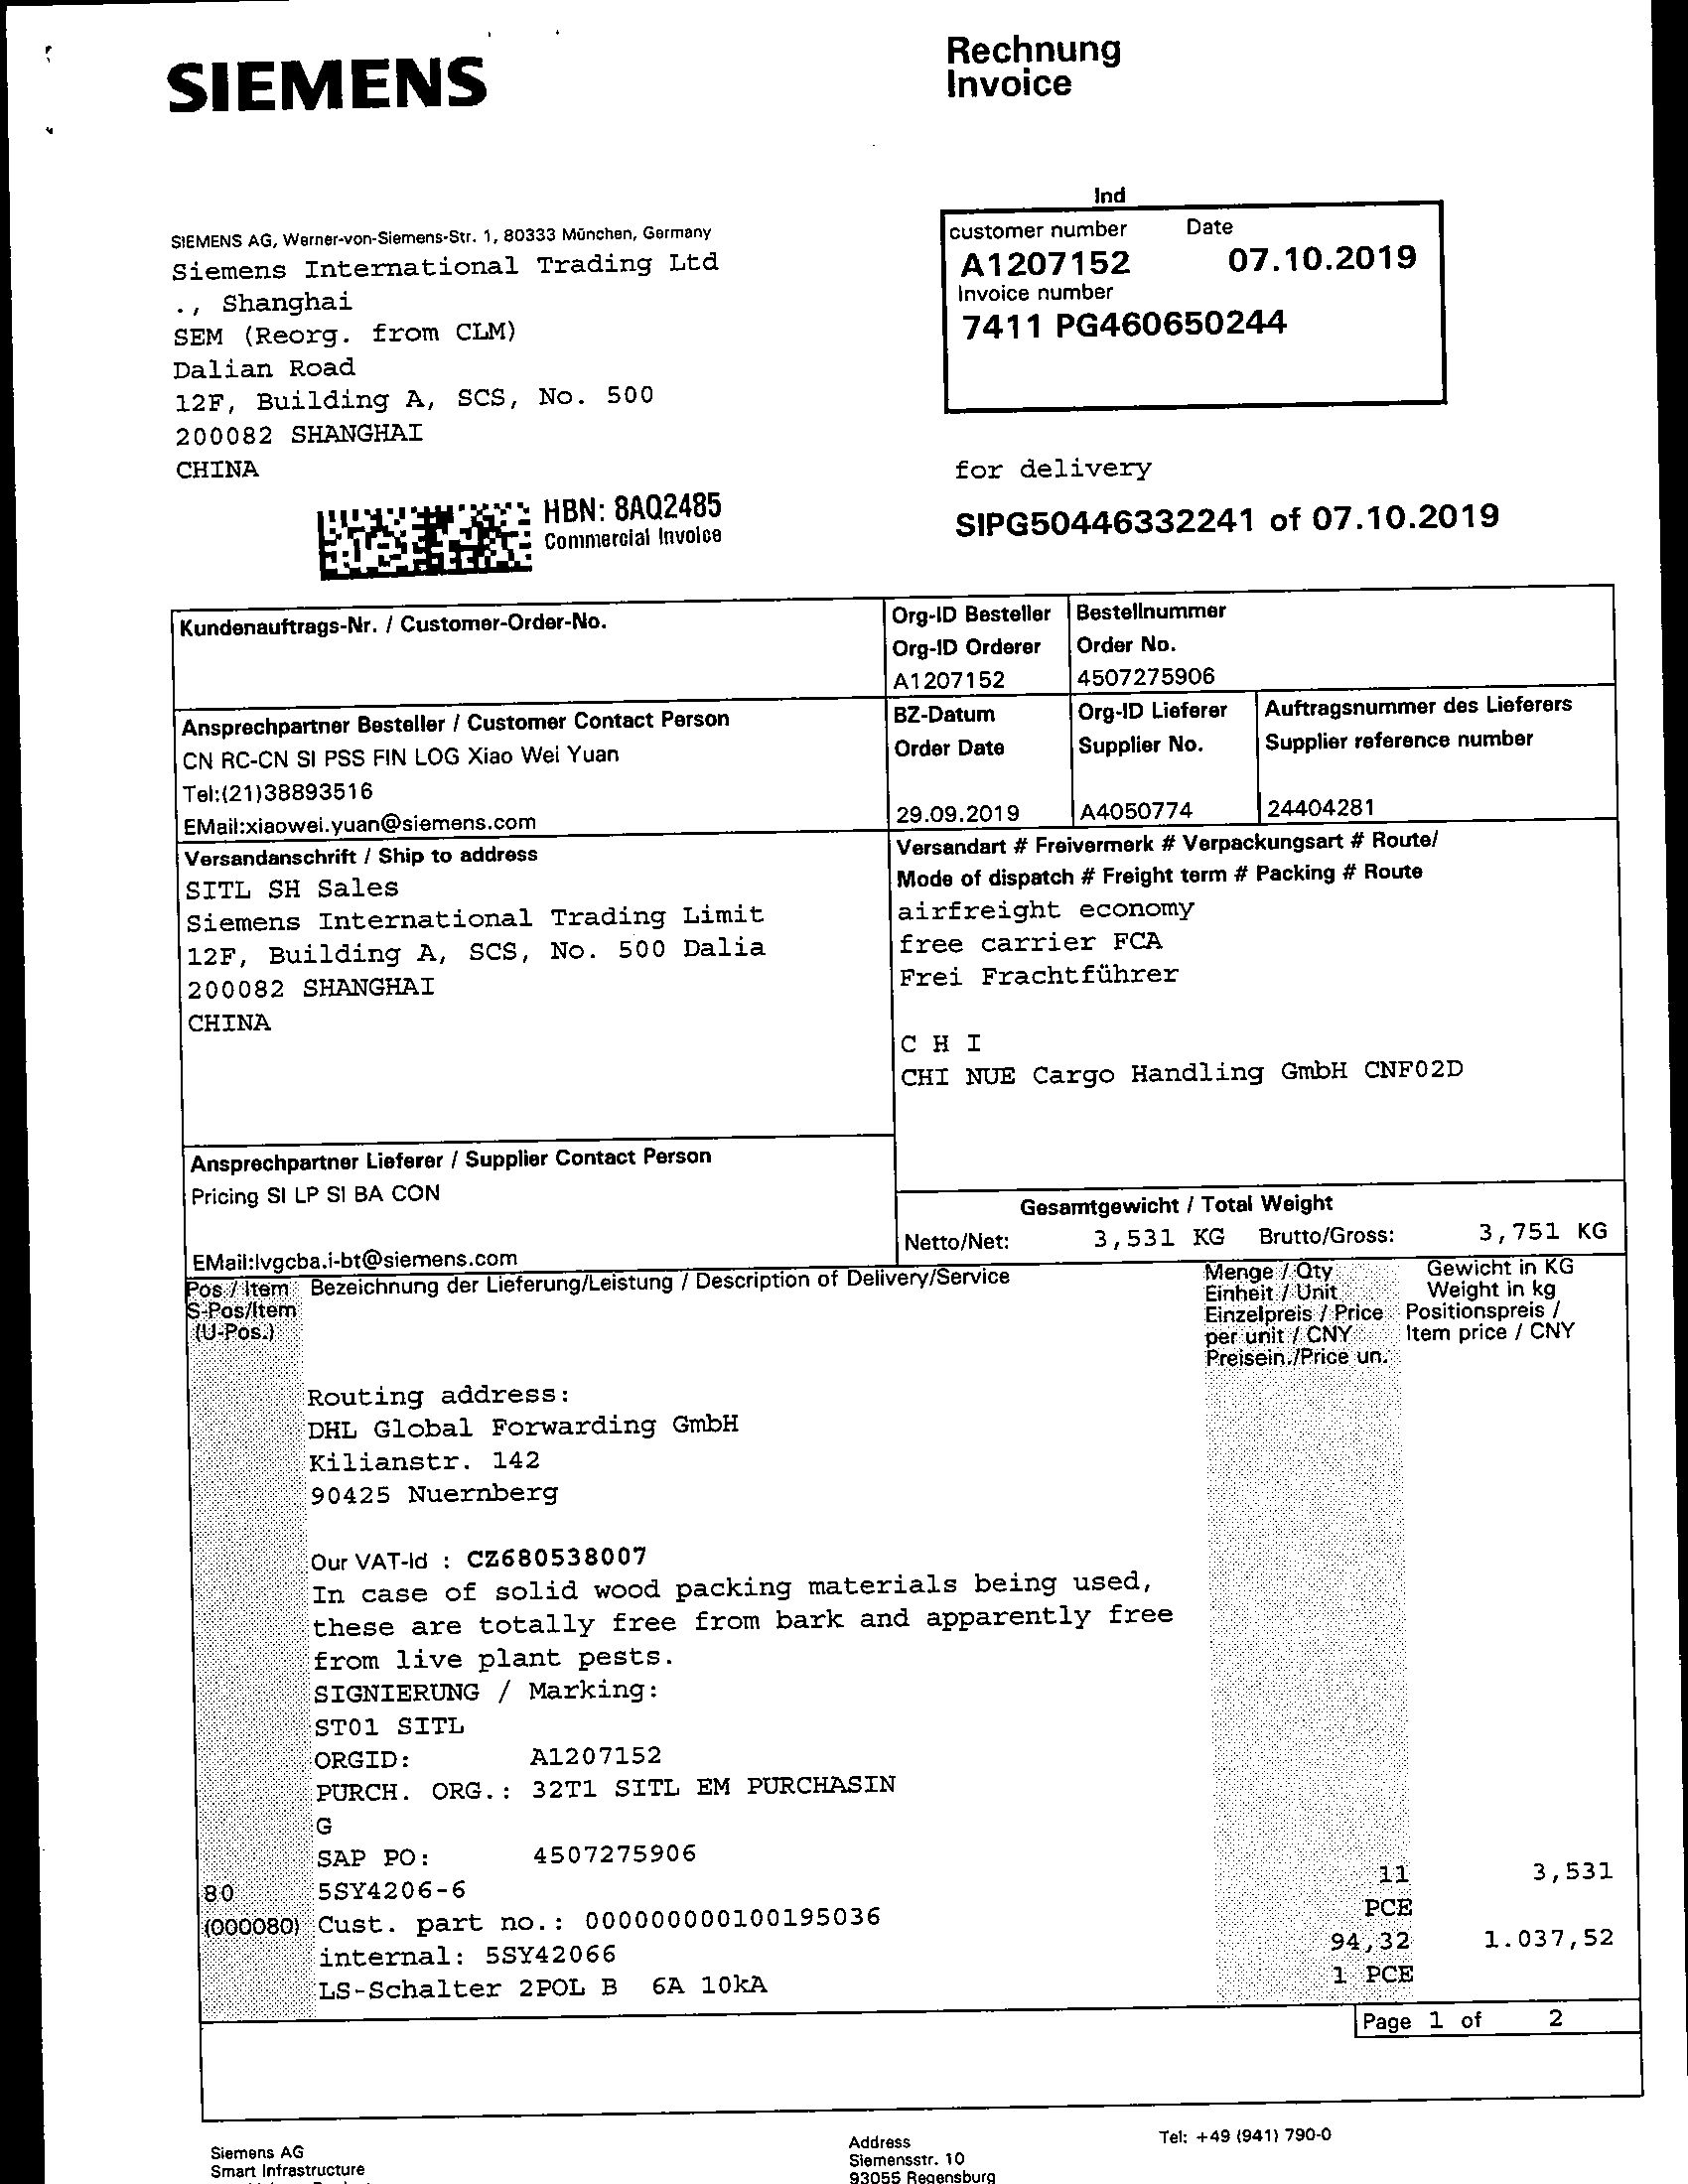 SIEMENS
Rechnung
Invoice
Ind
customer number Date
A1207152 07.10.2019
Invoice number
7411 PG460650244
SIEMENS AG, Werner-von-Siemens-Str. 1, 80333 München, Germany
Siemens International Trading Ltd
., Shanghai
SEM (Reorg. from CLM)
Dalian Road
12F, Building A, SCS, No. 500
200082 SHANGHAI
CHINA
for delivery
SIPG50446332241 of 07.10.2019
HBN: 8AQ2485
Commercial Invoice
Kundenauftrags-Nr. / Customer-Order-No.
Org-ID Besteller
Org-ID Orderer
A1207152
Bestellnummer
Order No.
4507275906
Ansprechpartner Besteller / Customer Contact Person
CN RC-CN SI PSS FIN LOG Xiao Wei Yuan
Tel:(21)38893516
EMail:xiaowei.yuan@siemens.com
BZ-Datum
Order Date
29.09.2019
Org-ID Lieferer
Supplier No.
A4050774
Auftragsnummer des Lieferers
Supplier reference number
24404281
Versandanschrift / Ship to address
SITL SH Sales
Siemens International Trading Limit
12F, Building A, SCS, No. 500 Dalia
200082 SHANGHAI
CHINA
Versandart # Freivermerk # Verpackungsart # Route/
Mode of dispatch # Freight term # Packing # Route
airfreight economy
free carrier FCA
Frei Frachtführer
C H I
CHI NUE Cargo Handling GmbH CNF02D
Ansprechpartner Lieferer / Supplier Contact Person
Pricing SI LP SI BA CON
EMail:lvgcba.i-bt@siemens.com
Gesamtgewicht / Total Weight
Netto/Net: 3,531 KG Brutto/Gross: 3,751 KG
Pos / Item
S-Pos/Item
(U-Pos.)
Bezeichnung der Lieferung/Leistung / Description of Delivery/Service
Menge / Qty
Einheit / Unit
Einzelpreis / Price
per unit / CNY
Preisein./Price un.
Gewicht in KG
Weight in kg
Positionspreis /
Item price / CNY
Routing address:
DHL Global Forwarding GmbH
Kilianstr. 142
90425 Nuernberg
Our VAT-Id : CZ680538007
In case of solid wood packing materials being used,
these are totally free from bark and apparently free
from live plant pests.
SIGNIERUNG / Marking:
ST01 SITL
ORGID: A1207152
PURCH. ORG.: 32T1 SITL EM PURCHASIN
G
SAP PO: 4507275906
80 5SY4206-6 11 3,531
(000080) Cust. part no.: 000000000100195036 PCE
internal: 5SY42066 94,32 1.037,52
LS-Schalter 2POL B 6A 10kA 1 PCE
Page 1 of 2
Siemens AG
Smart Infrastructure
Address
Siemensstr. 10
93055 Regensburg
Tel: +49 (941) 790-0